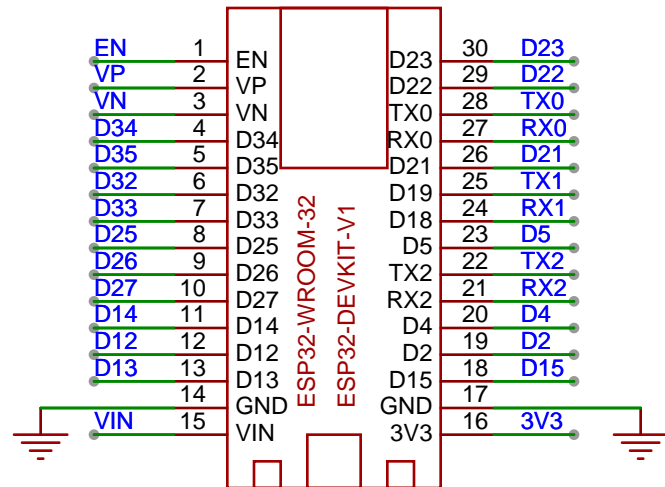 EN 1 EN D23 30 D23
VP 2 VP D22 29 D22
VN 3 VN TX0 28 TX0
D34 4 D34 RX0 27 RX0
D35 5 D35 D21 26 D21
D32 6 D32 D19 25 TX1
D33 7 D33 D18 24 RX1
D25 8 D25 D5 23 D5
D26 9 D26 TX2 22 TX2
D27 10 D27 RX2 21 RX2
D14 11 D14 D4 20 D4
D12 12 D12 D2 19 D2
D13 13 D13 D15 18 D15
14 GND GND 17
VIN 15 VIN 3V3 16 3V3
ESP32-WROOM-32
ESP32-DEVKIT-V1